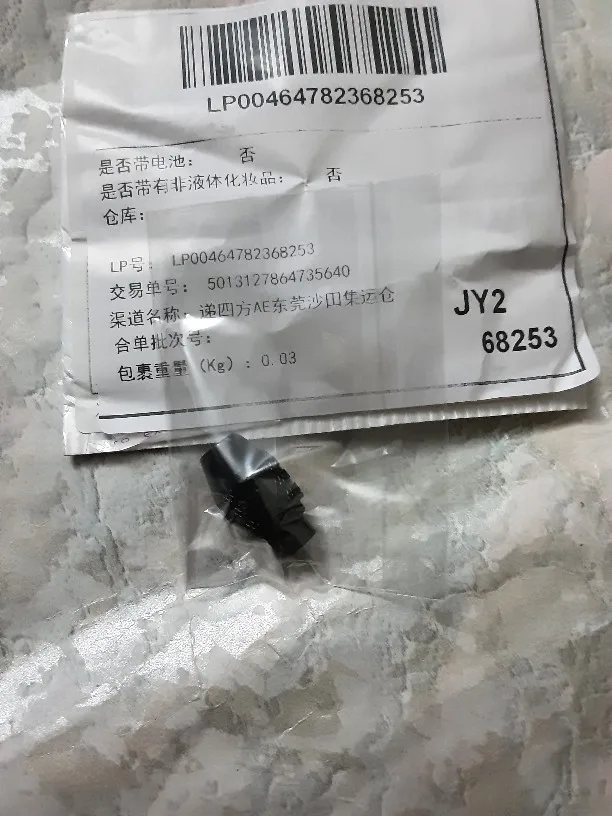 LP00464782368253
是否带电池： 否
是否带有非液体化妆品： 否
仓库：
LP号： LP00464782368253
交易单号： 5013127864735640
渠道名称：递四方AE东莞沙田集运仓
合单批次号：
包裹重量（Kg）：0.03
JY2
68253